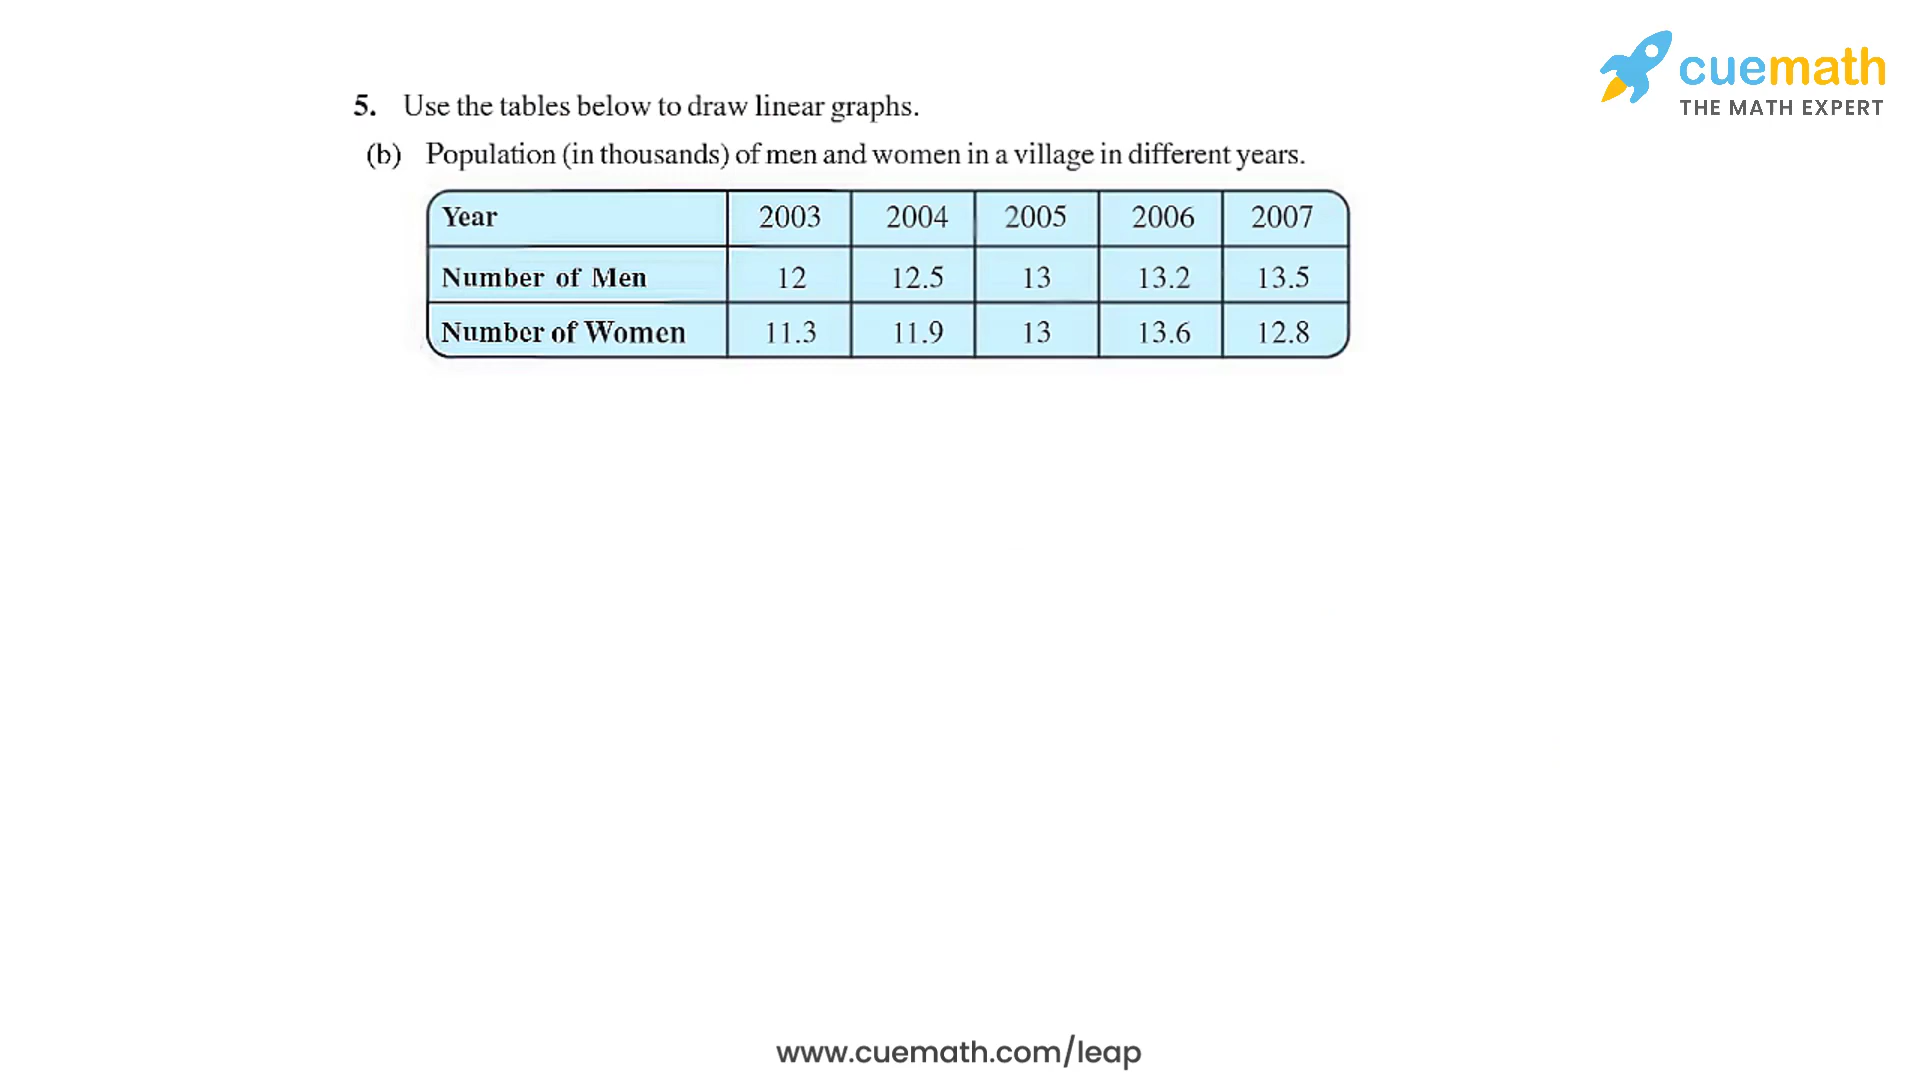 cuemath
THE MATH EXPERT
5. Use the tables below to draw linear graphs.
(b) Population (in thousands) of men and women in a village in different years.
Year 2003 2004 2005 2006 2007
Number of Men 12 12.5 13 13.2 13.5
Number of Women 11.3 11.9 13 13.6 12.8
www.cuemath.com/leap